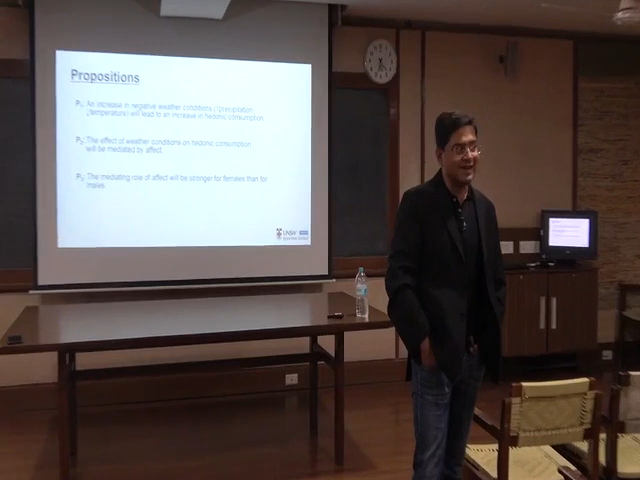 Propositions
P1: An increase in negative weather conditions (↑precipitation
↓temperature) will lead to an increase in hedonic consumption.
P2: The effect of weather conditions on hedonic consumption
will be mediated by affect.
P3: The mediating role of affect will be stronger for females than for
males.
UNSW